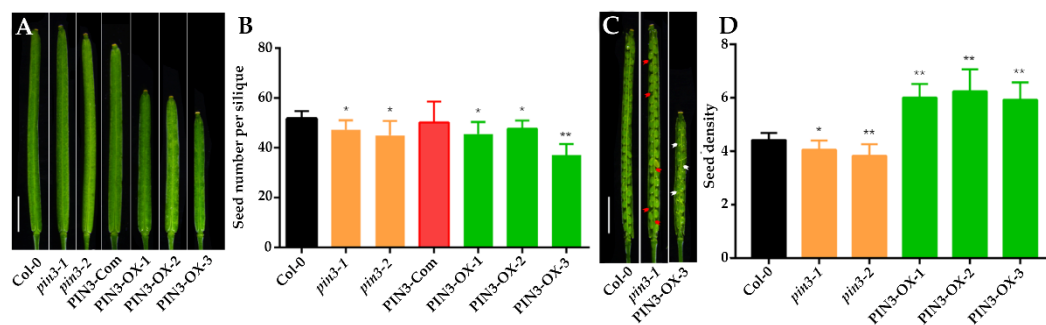 A
Col-0
pin3-1
pin3-2
PIN3-Com
PIN3-OX-1
PIN3-OX-2
PIN3-OX-3
B
Seed number per silique
80
60
40
20
0
*
*
*
*
**
Col-0
pin3-1
pin3-2
PIN3-Com
PIN3-OX-1
PIN3-OX-2
PIN3-OX-3
C
Col-0
pin3-1
PIN3-OX-3
D
Seed density
8
6
4
2
0
*
**
**
**
**
Col-0
pin3-1
pin3-2
PIN3-OX-1
PIN3-OX-2
PIN3-OX-3